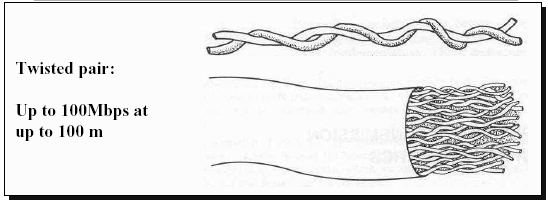 Twisted pair:
Up to 100Mbps at
up to 100 m